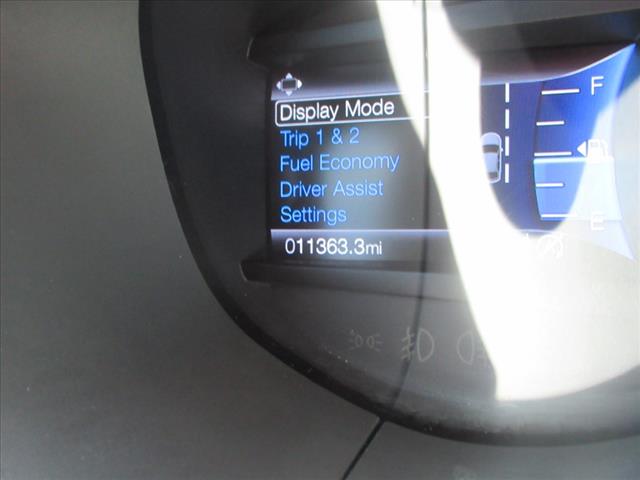 Display Mode
F
Trip 1 & 2
Fuel Economy
Driver Assist
Settings
E
011363.3mi